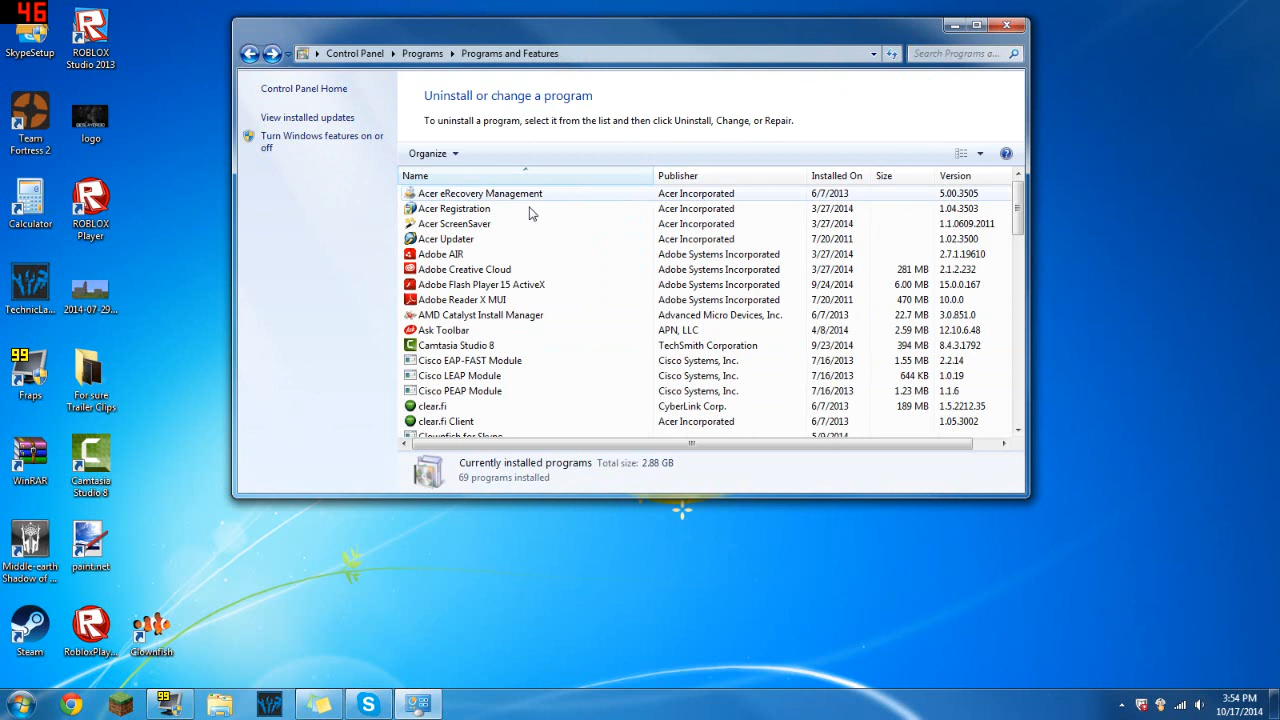 46
SkypeSetup
ROBLOX
Studio 2013
Team
Fortress 2
logo
Calculator
ROBLOX
Player
TechnicLa...
2014-07-29...
99
Fraps
For sure
Trailer Clips
WinRAR
Camtasia
Studio 8
Middle-earth
Shadow of ...
paint.net
Steam
RobloxPlay...
Clownfish
Control Panel
Programs
Programs and Features
Search Programs a...
Control Panel Home
View installed updates
Turn Windows features on or
off
Uninstall or change a program
To uninstall a program, select it from the list and then click Uninstall, Change, or Repair.
Organize
Name Publisher Installed On Size Version
Acer eRecovery Management Acer Incorporated 6/7/2013 5.00.3505
Acer Registration Acer Incorporated 3/27/2014 1.04.3503
Acer ScreenSaver Acer Incorporated 3/27/2014 1.1.0609.2011
Acer Updater Acer Incorporated 7/20/2011 1.02.3500
Adobe AIR Adobe Systems Incorporated 3/27/2014 2.7.1.19610
Adobe Creative Cloud Adobe Systems Incorporated 3/27/2014 281 MB 2.1.2.232
Adobe Flash Player 15 ActiveX Adobe Systems Incorporated 9/24/2014 6.00 MB 15.0.0.167
Adobe Reader X MUI Adobe Systems Incorporated 7/20/2011 470 MB 10.0.0
AMD Catalyst Install Manager Advanced Micro Devices, Inc. 6/7/2013 22.7 MB 3.0.851.0
Ask Toolbar APN, LLC 4/8/2014 2.59 MB 12.10.6.48
Camtasia Studio 8 TechSmith Corporation 9/23/2014 394 MB 8.4.3.1792
Cisco EAP-FAST Module Cisco Systems, Inc. 7/16/2013 1.55 MB 2.2.14
Cisco LEAP Module Cisco Systems, Inc. 7/16/2013 644 KB 1.0.19
Cisco PEAP Module Cisco Systems, Inc. 7/16/2013 1.23 MB 1.1.6
clear.fi CyberLink Corp. 6/7/2013 189 MB 1.5.2212.35
clear.fi Client Acer Incorporated 6/7/2013 1.05.3002
Clownfish for Skype 5/9/2014
Currently installed programs Total size: 2.88 GB
69 programs installed
99
3:54 PM
10/17/2014